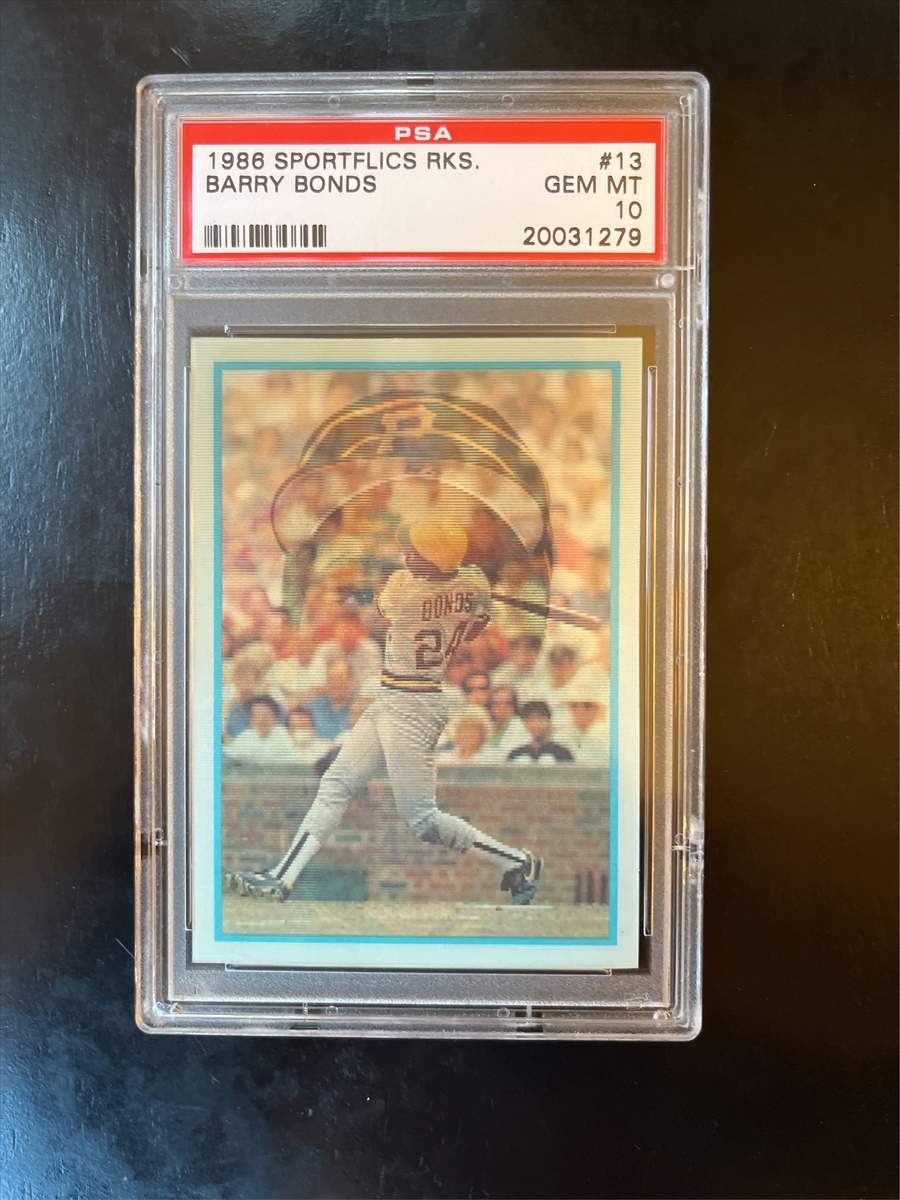 PSA
1986 SPORTFLICS RKS. #13
BARRY BONDS GEM MT
10
20031279
BONDS
24